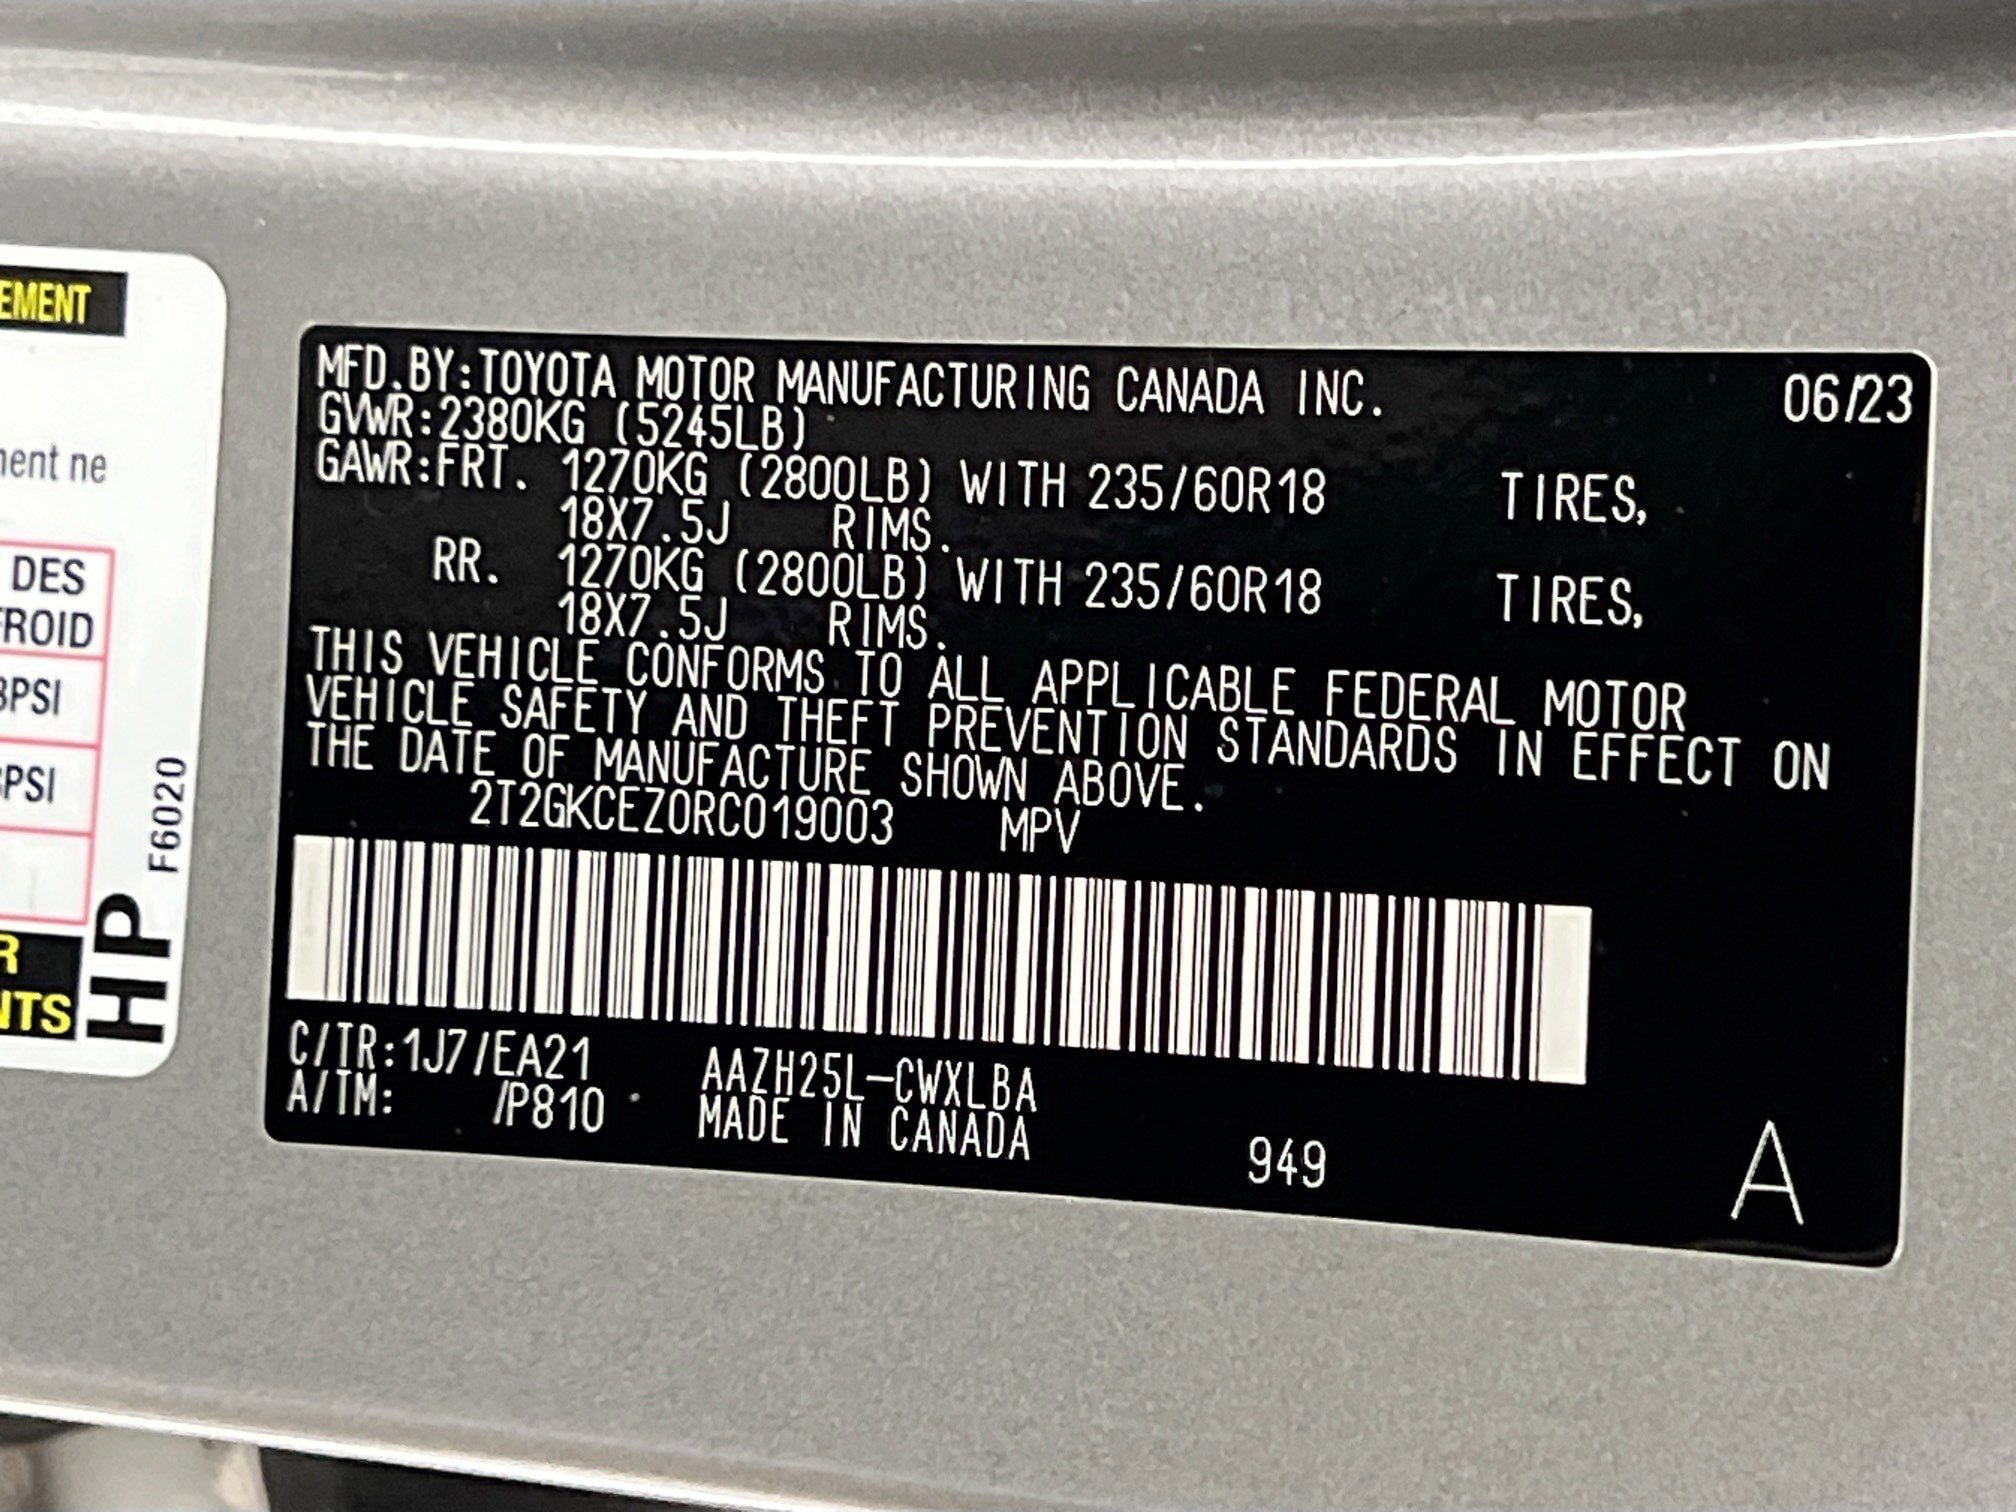 EMENT
ment ne
DES
FROID
PSI
PSI
R
NTS
HP
F6020
MFD.BY:TOYOTA MOTOR MANUFACTURING CANADA INC. 06/23
GVWR:2380KG (5245LB)
GAWR:FRT. 1270KG (2800LB) WITH 235/60R18 TIRES,
18X7.5J RIMS.
RR. 1270KG (2800LB) WITH 235/60R18 TIRES,
18X7.5J RIMS.
THIS VEHICLE CONFORMS TO ALL APPLICABLE FEDERAL MOTOR
VEHICLE SAFETY AND THEFT PREVENTION STANDARDS IN EFFECT ON
THE DATE OF MANUFACTURE SHOWN ABOVE.
2T2GKCEZ0RC019003 MPV
C/TR:1J7/EA21 AAZH25L-CWXLBA
A/TM: /P810 MADE IN CANADA
949 A